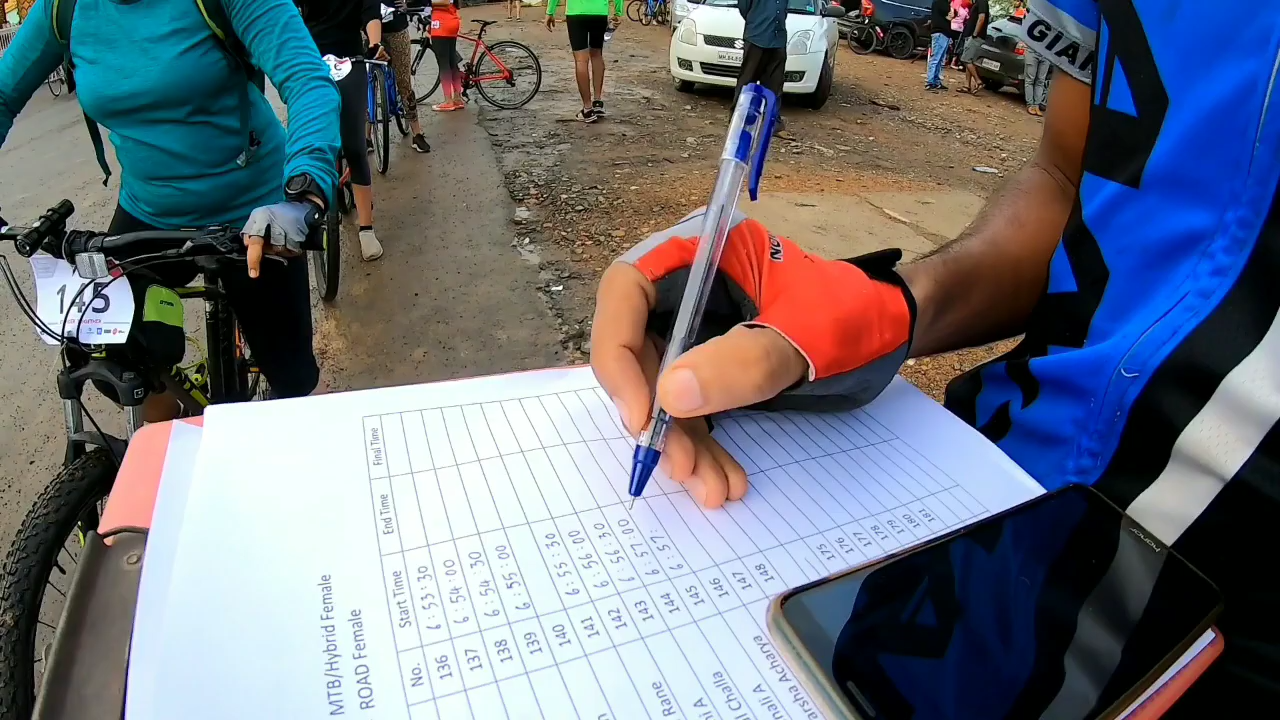 GIA
145
HONOR
MTB/Hybrid Female
ROAD Female
No. Start Time End Time Final Time
136 6:53:30
137 6:54:00
138 6:54:30
139 6:55:00
140
141 6:55:30
142 6:56:00
143 6:56:30
144 6:57:00
145 6:57:
146
147
148
Rane
Challa
Acharya
175
176
177
178
179
180
181